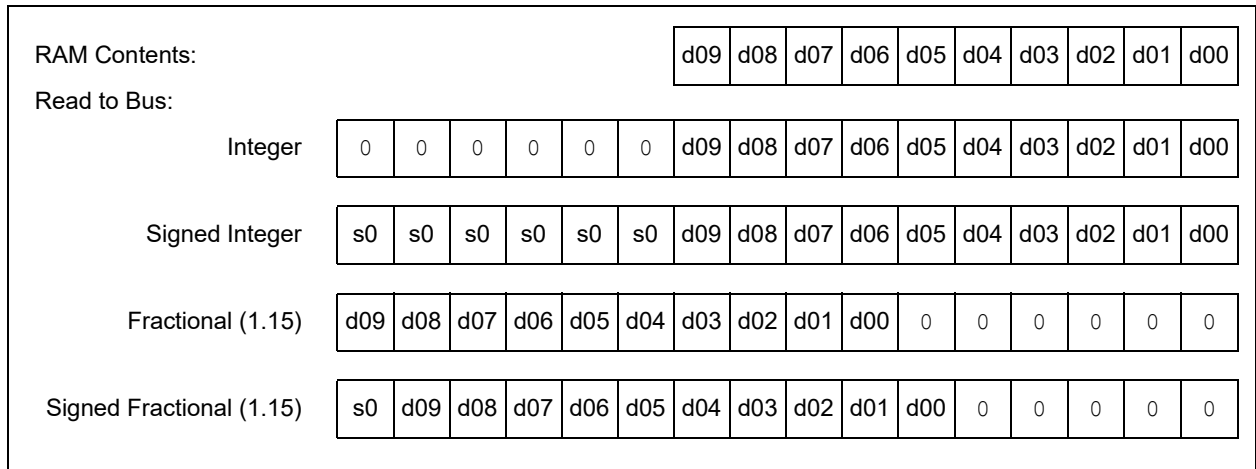 RAM Contents: d09 d08 d07 d06 d05 d04 d03 d02 d01 d00
Read to Bus:
Integer 0 0 0 0 0 0 d09 d08 d07 d06 d05 d04 d03 d02 d01 d00
Signed Integer s0 s0 s0 s0 s0 s0 d09 d08 d07 d06 d05 d04 d03 d02 d01 d00
Fractional (1.15) d09 d08 d07 d06 d05 d04 d03 d02 d01 d00 0 0 0 0 0 0
Signed Fractional (1.15) s0 d09 d08 d07 d06 d05 d04 d03 d02 d01 d00 0 0 0 0 0